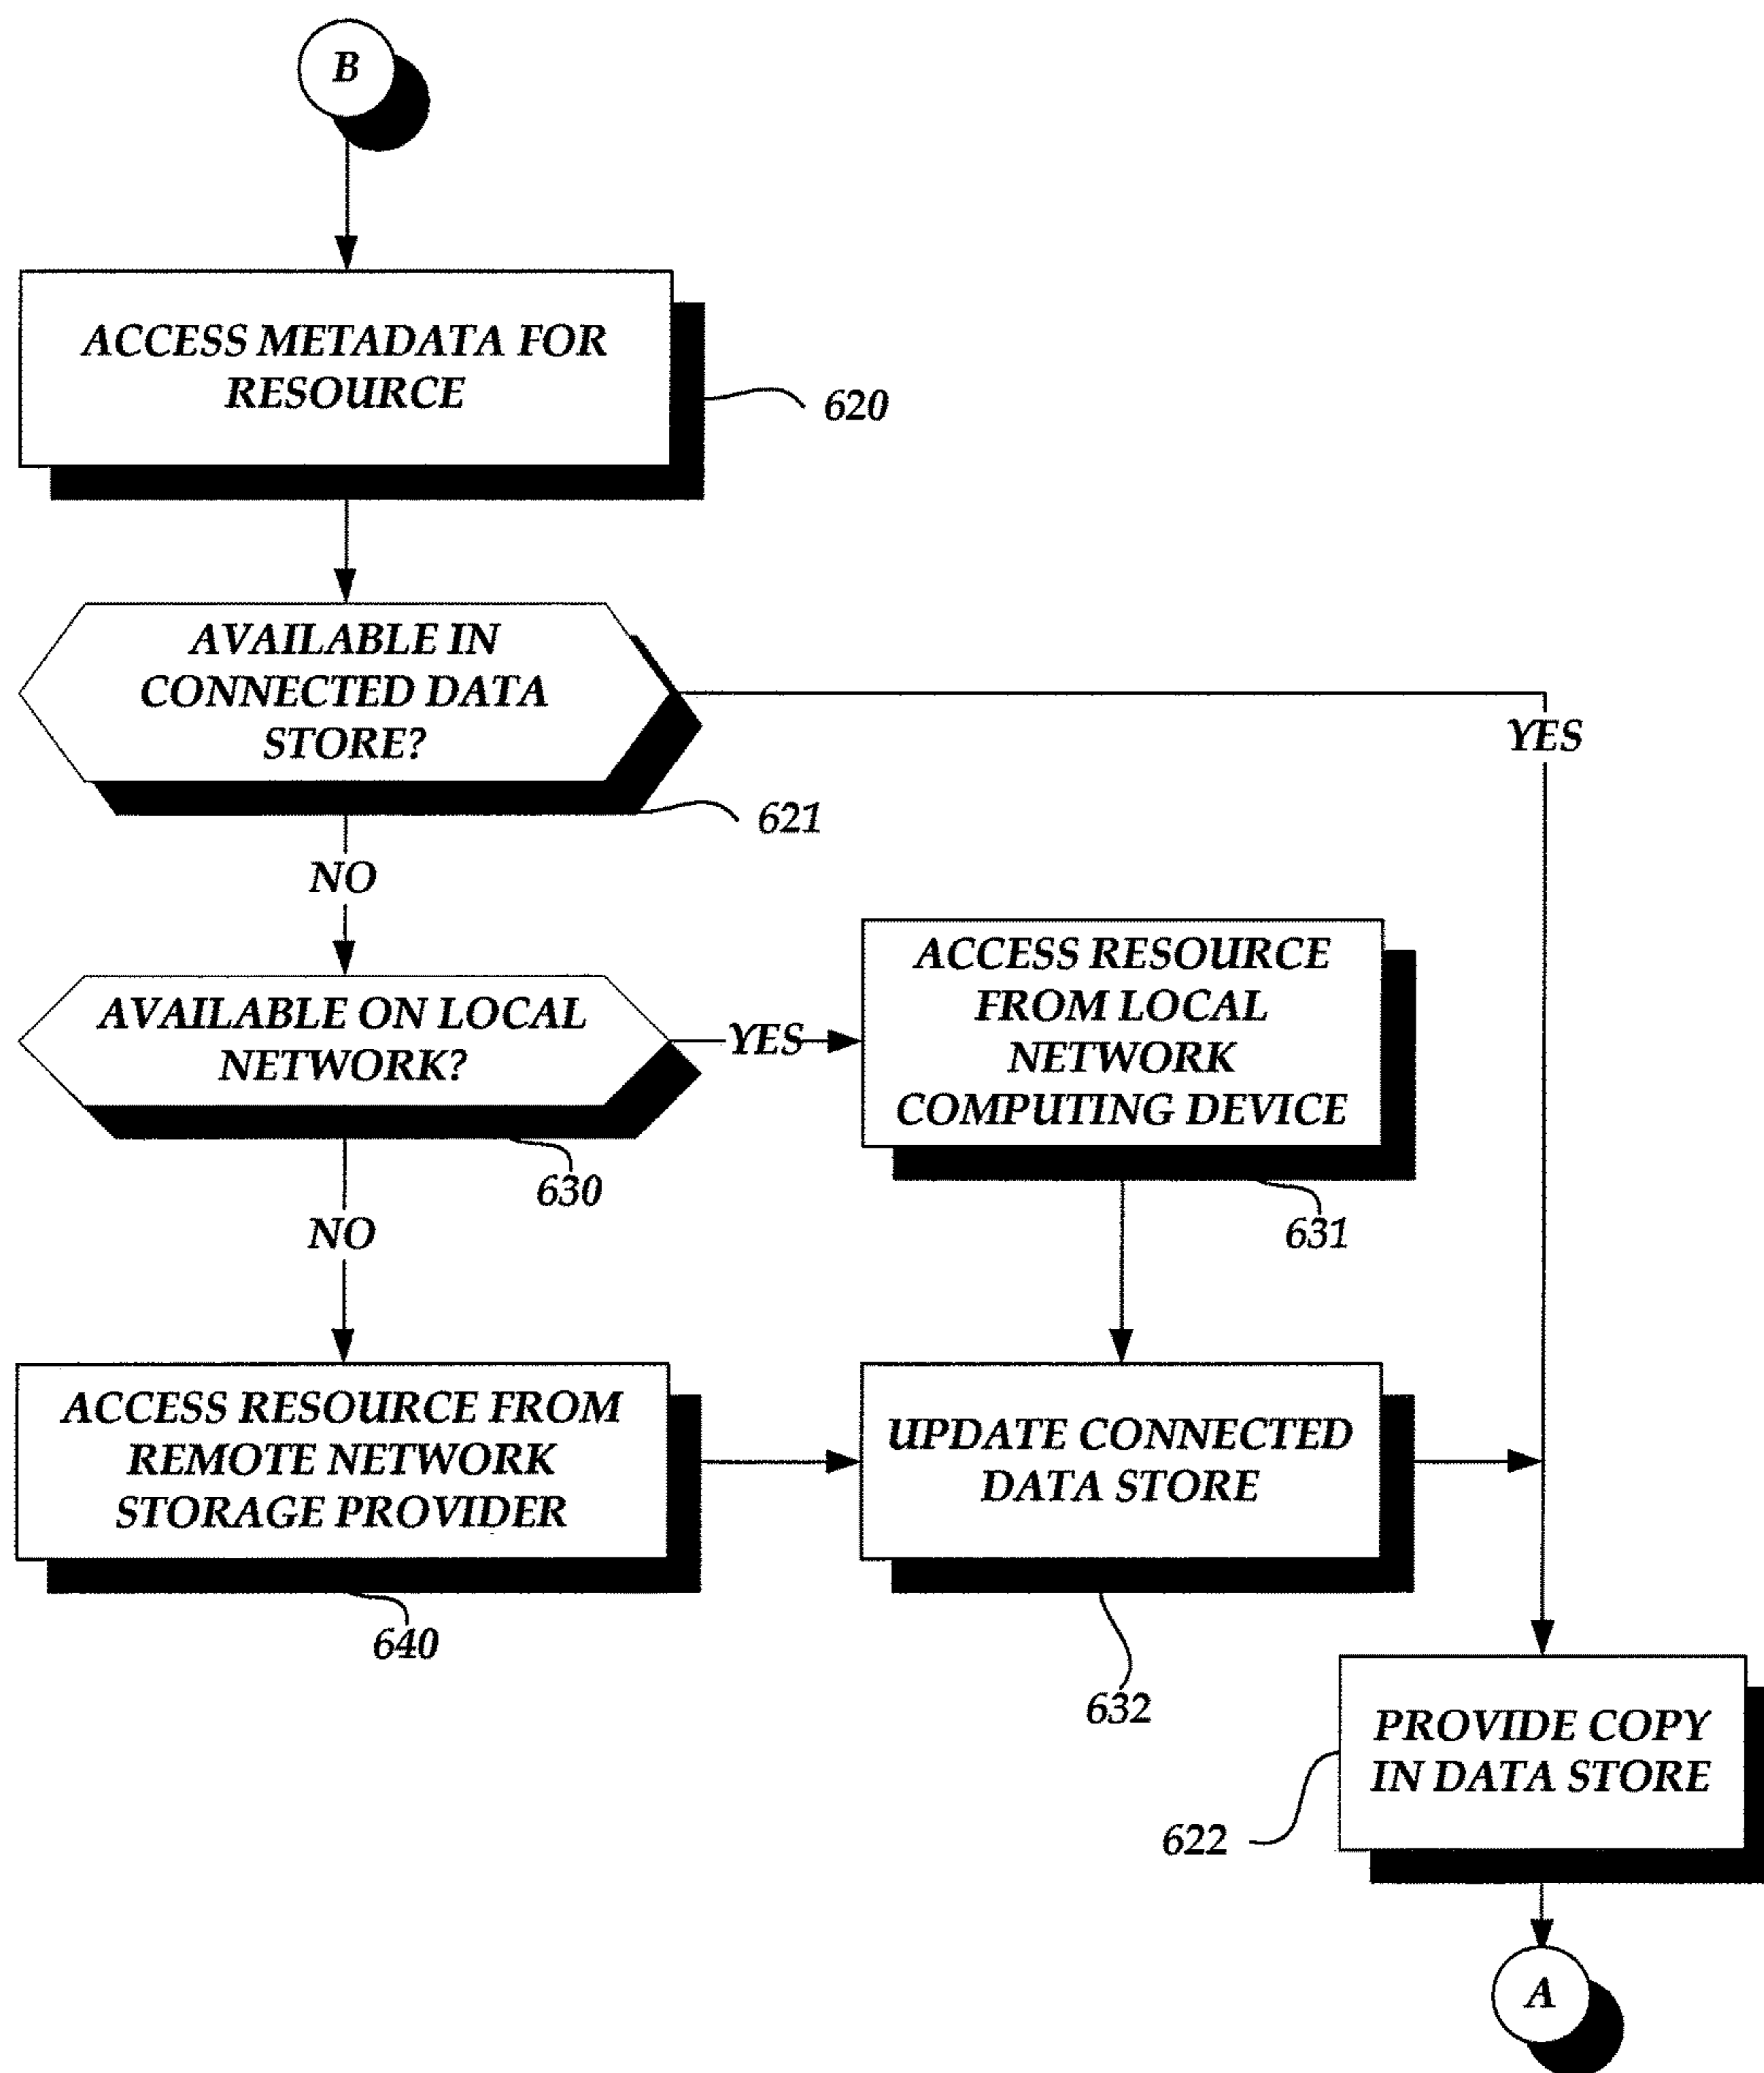 B
ACCESS METADATA FOR
RESOURCE
620
AVAILABLE IN
CONNECTED DATA
STORE?
YES
621
NO
AVAILABLE ON LOCAL
NETWORK?
YES
ACCESS RESOURCE
FROM LOCAL
NETWORK
COMPUTING DEVICE
630
631
NO
ACCESS RESOURCE FROM
REMOTE NETWORK
STORAGE PROVIDER
UPDATE CONNECTED
DATA STORE
640
632
PROVIDE COPY
IN DATA STORE
622
A